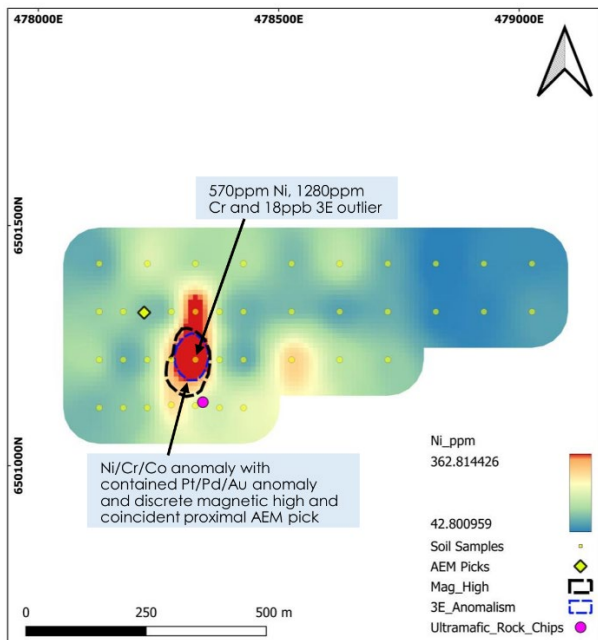 478000E
478500E
479000E
570ppm Ni, 1280ppm
Cr and 18ppb 3E outlier
6501500N
6501000N
Ni/Cr/Co anomaly with
contained Pt/Pd/Au anomaly
and discrete magnetic high and
coincident proximal AEM pick
Ni_ppm
362.814426
42.800959
Soil Samples
AEM Picks
Mag_High
3E_Anomalism
Ultramafic_Rock_Chips
0
250
500 m